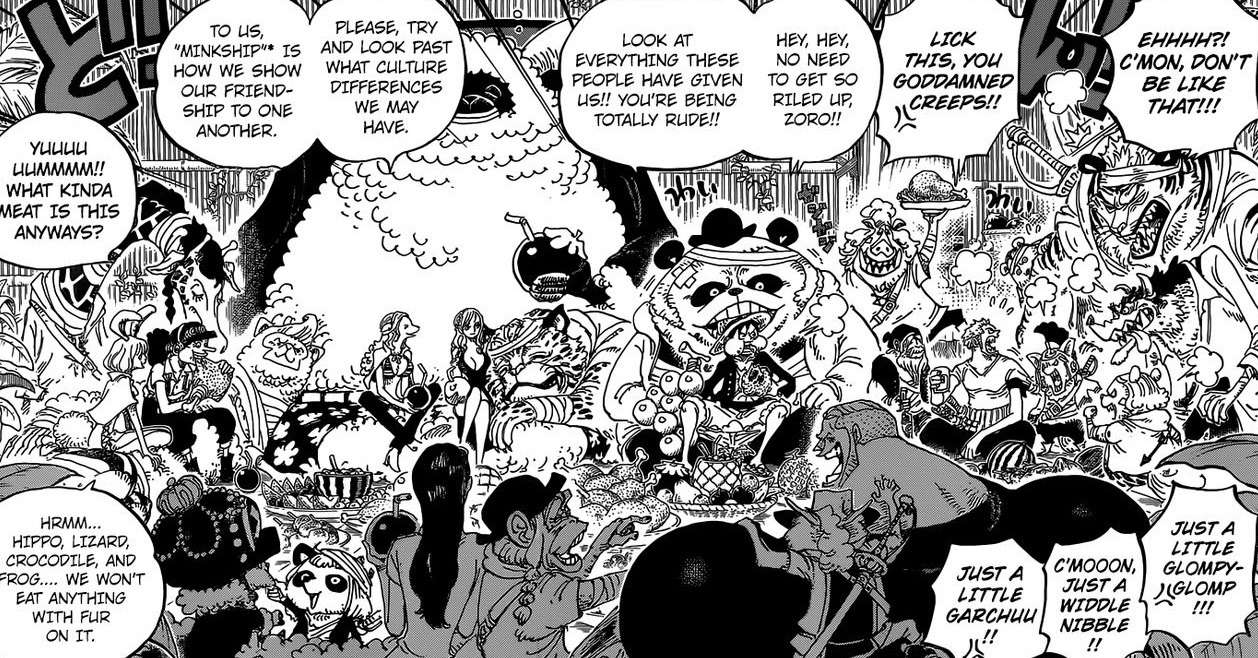 EHHHH?!
C'MON, DON'T
BE LIKE
THAT!!!
LICK
THIS, YOU
GODDAMNED
CREEPS!!
HEY, HEY,
NO NEED
TO GET SO
RILED UP,
ZORO!!
LOOK AT
EVERYTHING THESE
PEOPLE HAVE GIVEN
US!! YOU'RE BEING
TOTALLY RUDE!!
PLEASE, TRY
AND LOOK PAST
WHAT CULTURE
DIFFERENCES
WE MAY
HAVE.
TO US,
"MINKSHIP"* IS
HOW WE SHOW
OUR FRIEND-
SHIP TO ONE
ANOTHER.
わい
わい
YUUUU
UUMMMM!!
WHAT KINDA
MEAT IS THIS
ANYWAYS?
HRMM...
HIPPO, LIZARD,
CROCODILE, AND
FROG.... WE WON'T
EAT ANYTHING
WITH FUR
ON IT.
JUST A
LITTLE
GLOMPY-
GLOMP
!!!
C'MOOON,
JUST A
WIDDLE
NIBBLE
!!
JUST A
LITTLE
GARCHUU
!!